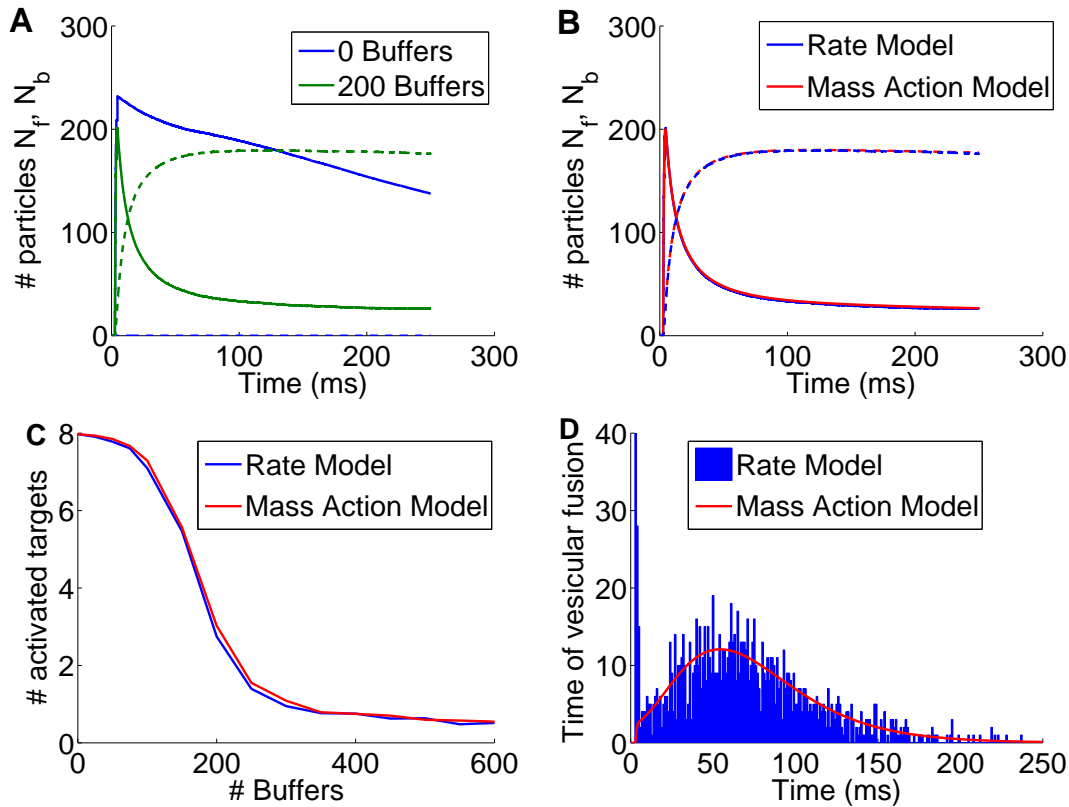 A
300
200
100
0
# particles N_f, N_b
0 Buffers
200 Buffers
0 100 200 300
Time (ms)
B
300
200
100
0
# particles N_f, N_b
Rate Model
Mass Action Model
0 100 200 300
Time (ms)
C
8
6
4
2
0
# activated targets
Rate Model
Mass Action Model
0 200 400 600
# Buffers
D
40
30
20
10
0
Time of vesicular fusion
Rate Model
Mass Action Model
0 50 100 150 200 250
Time (ms)